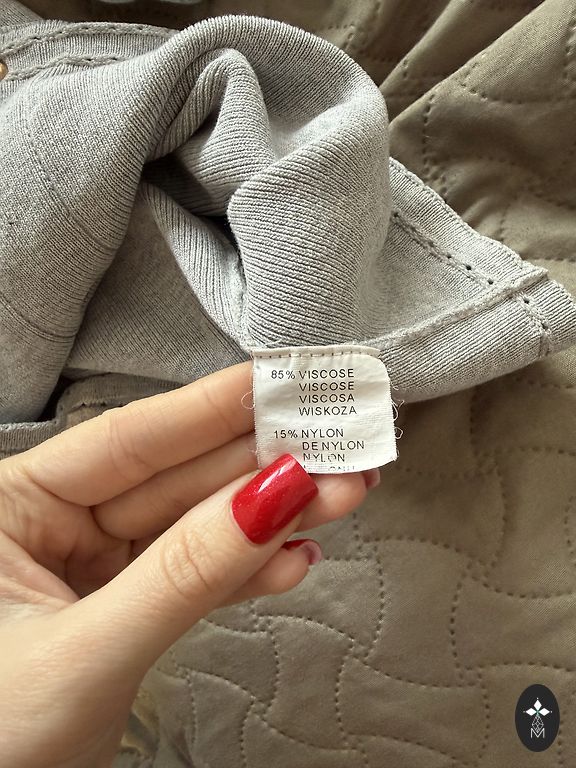 85% VISCOSE
VISCOSE
VISCOSA
WISKOZA
15% NYLON
DE NYLON
NYLON
M